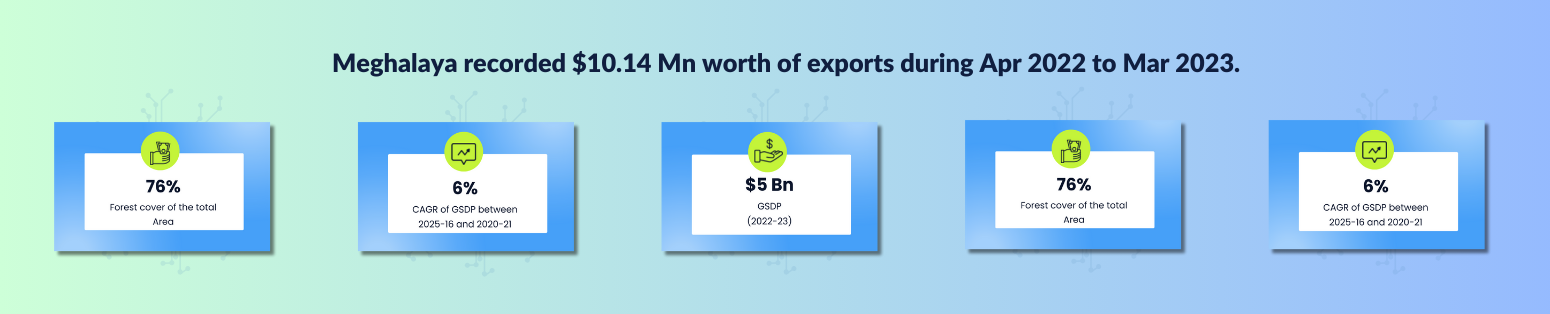 Meghalaya recorded $10.14 Mn worth of exports during Apr 2022 to Mar 2023.
76%
Forest cover of the total
Area
6%
CAGR of GSDP between
2025-16 and 2020-21
$5 Bn
GSDP
(2022-23)
76%
Forest cover of the total
Area
6%
CAGR of GSDP between
2025-16 and 2020-21